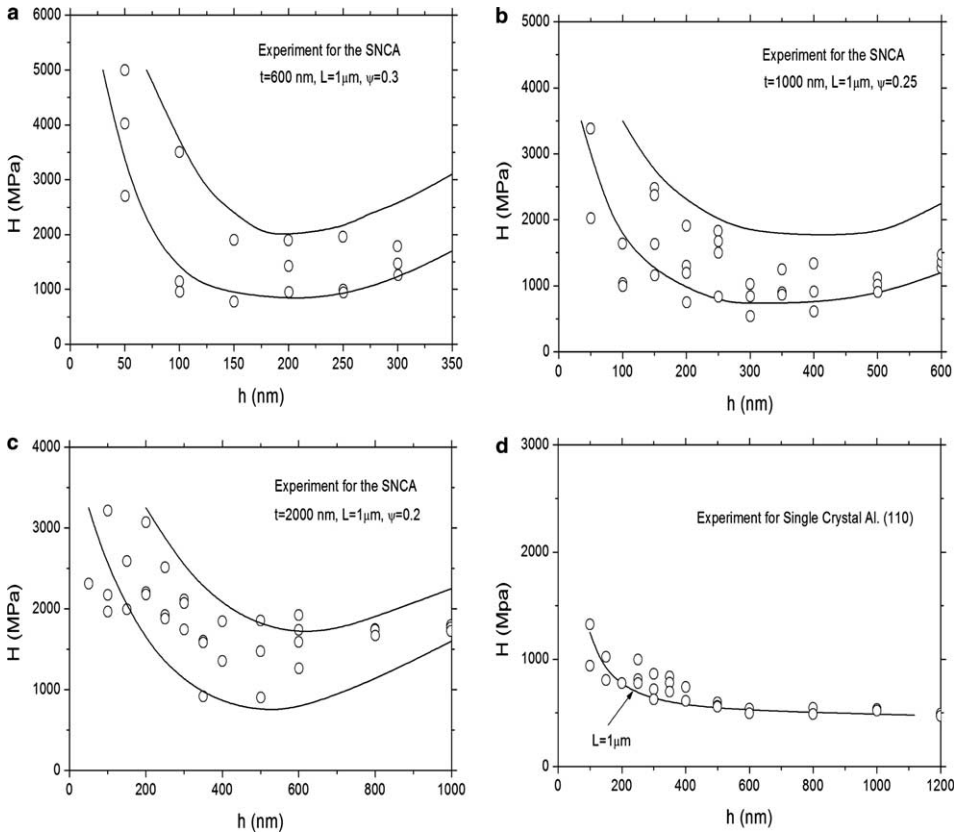 a
6000
5000
4000
3000
2000
1000
0
H (MPa)
Experiment for the SNCA
t=600 nm, L=1μm, ψ=0.3
0 50 100 150 200 250 300 350
h (nm)
b
5000
4000
3000
2000
1000
0
H (MPa)
Experiment for the SNCA
t=1000 nm, L=1μm, ψ=0.25
0 100 200 300 400 500 600
h (nm)
c
4000
3000
2000
1000
0
H (MPa)
Experiment for the SNCA
t=2000 nm, L=1μm, ψ=0.2
0 200 400 600 800 1000
h (nm)
d
3000
2000
1000
0
H (Mpa)
Experiment for Single Crystal Al. (110)
L=1μm
0 200 400 600 800 1000 1200
h (nm)